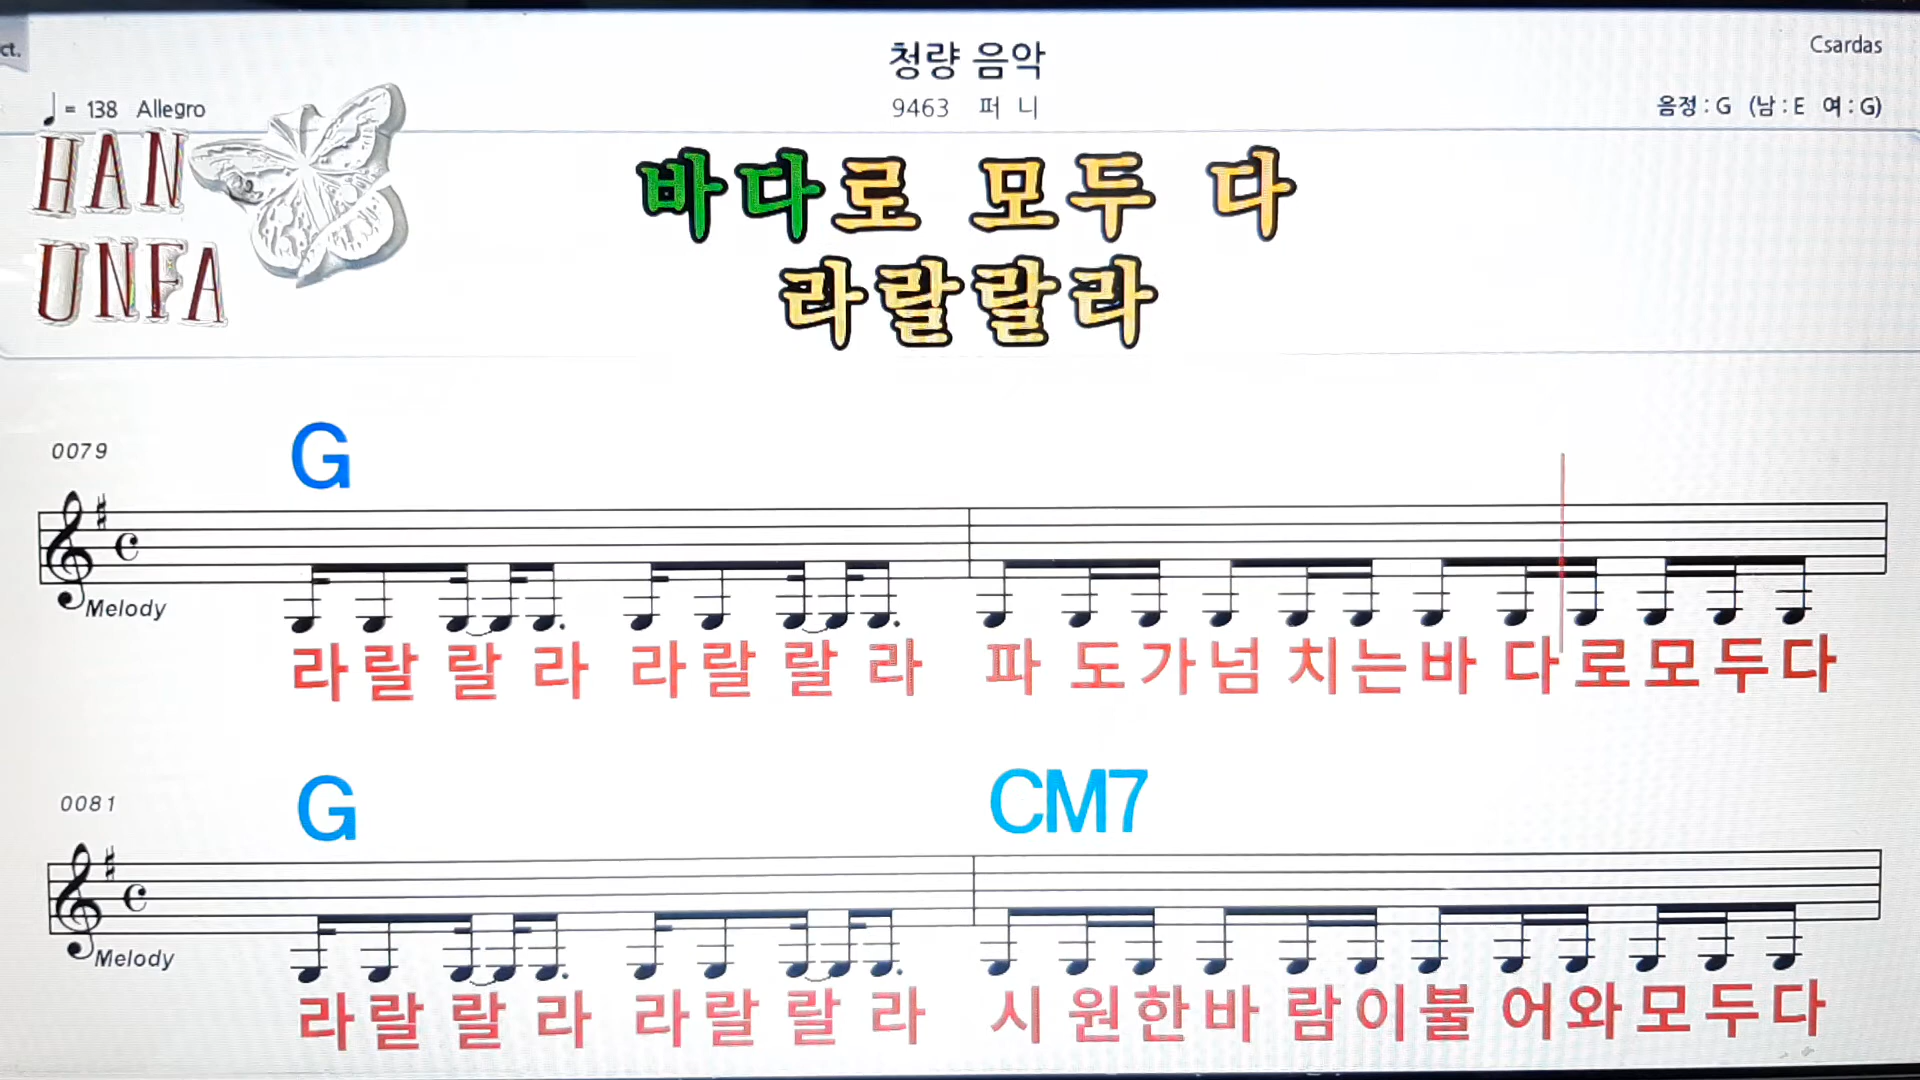 ct.
청량 음악
Csardas
= 138 Allegro
9463 퍼 니
음정 : G (남 : E 여 : G)
HAN
UNFA
바다로 모두 다
라랄랄라
0079
G
Melody
라랄 랄 라 라랄 랄 라 파 도가넘 치는바 다로모두다
0081
G CM7
Melody
라랄 랄 라 라랄 랄 라 시 원한바 람이불 어와모두다